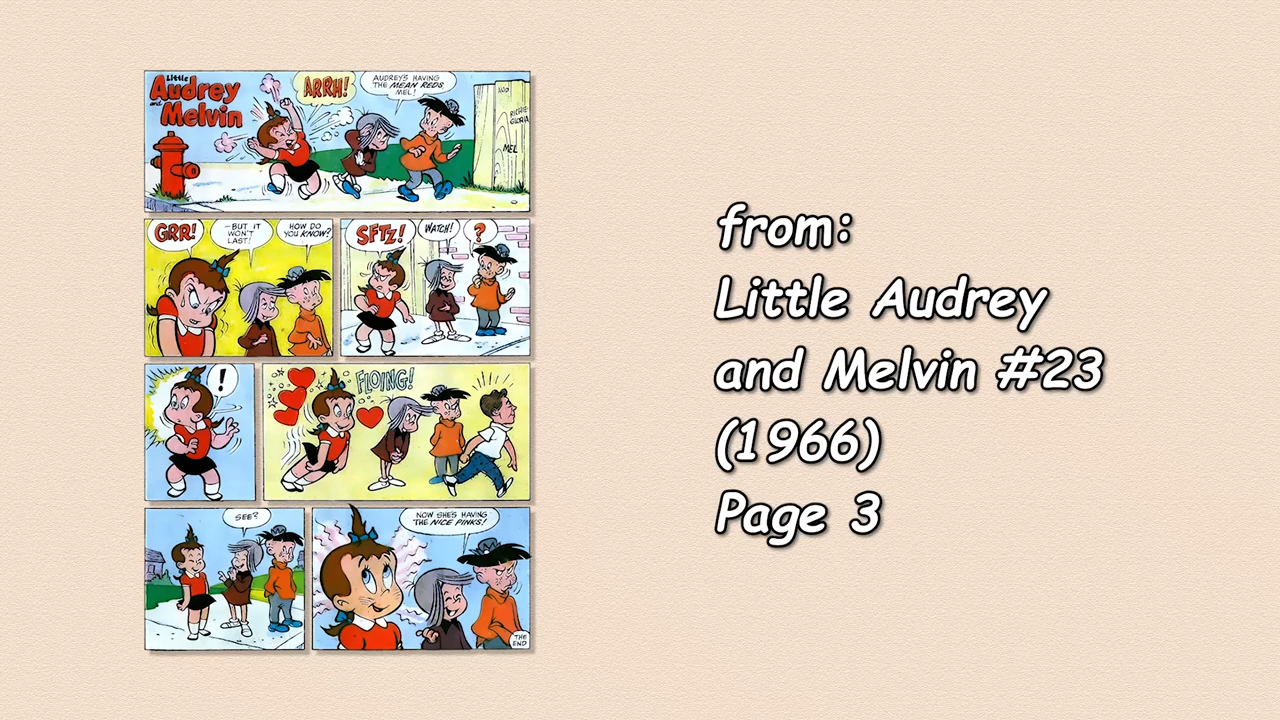 Little
Audrey
and
Melvin
ARRH!
AUDREY'S HAVING
THE MEAN REDS,
MEL!
RICHIE
GLORIA
MEL
GRR!
—BUT IT
WON'T
LAST!
HOW DO
YOU KNOW?
SFTZ!
WATCH!
?
!
FLOING!
SEE?
NOW SHE'S HAVING
THE NICE PINKS!
THE
END
from:
Little Audrey
and Melvin #23
(1966)
Page 3